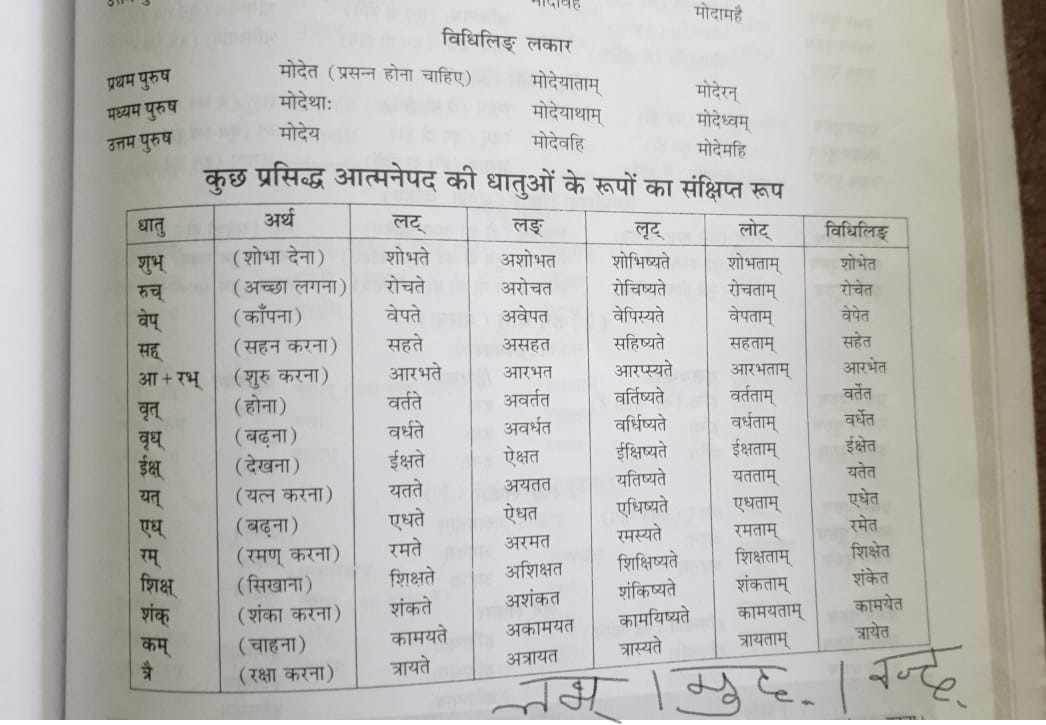 मोदावहै मोदामहै
विधिलिङ् लकार
प्रथम पुरुष मोदेत (प्रसन्न होना चाहिए) मोदेयाताम् मोदेरन्
मध्यम पुरुष मोदेथाः मोदेयाथाम् मोदेध्वम्
उत्तम पुरुष मोदेय मोदेवहि मोदेमहि
कुछ प्रसिद्ध आत्मनेपद की धातुओं के रूपों का संक्षिप्त रूप
धातु अर्थ लट् लङ् लृट् लोट् विधिलिङ्
शुभ् (शोभा देना) शोभते अशोभत शोभिष्यते शोभताम् शोभेत
रुच् (अच्छा लगना) रोचते अरोचत रोचिष्यते रोचताम् रोचेत
वेप् (काँपना) वेपते अवेपत वेपिस्यते वेपताम् वेपेत
सह् (सहन करना) सहते असहत सहिष्यते सहताम् सहेत
आ + रभ् (शुरु करना) आरभते आरभत आरप्स्यते आरभताम् आरभेत
वृत् (होना) वर्तते अवर्तत वर्तिष्यते वर्तताम् वर्तेत
वृध् (बढ़ना) वर्धते अवर्धत वर्धिष्यते वर्धताम् वर्धेत
ईक्ष् (देखना) ईक्षते ऐक्षत ईक्षिष्यते ईक्षताम् ईक्षेत
यत् (यत्न करना) यतते अयतत यतिष्यते यतताम् यतेत
एध् (बढ़ना) एधते ऐधत एधिष्यते एधताम् एधेत
रम् (रमण् करना) रमते अरमत रमस्यते रमताम् रमेत
शिक्ष् (सिखाना) शिक्षते अशिक्षत शिक्षिष्यते शिक्षताम् शिक्षेत
शंक् (शंका करना) शंकते अशंकत शंकिष्यते शंकताम् शंकेत
कम् (चाहना) कामयते अकामयत कामयिष्यते कामयताम् कामयेत
त्रै (रक्षा करना) त्रायते अत्रायत त्रास्यते त्रायताम् त्रायेत
लभ् | मुद् |